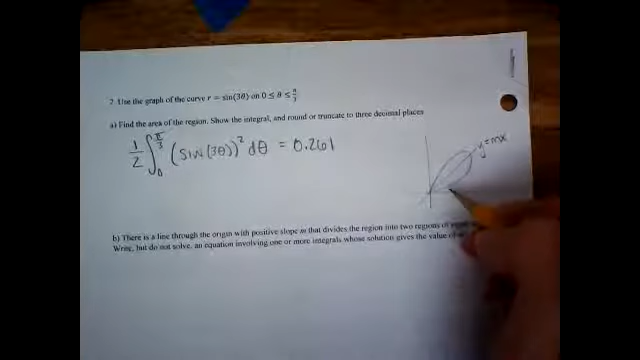 2. Use the graph of the curve r = sin(3θ) on 0 ≤ θ ≤ π/3
a) Find the area of the region. Show the integral, and round or truncate to three decimal places
1/2 ∫₀^(π/3) (sin(3θ))² dθ = 0.261
y=mx
b) There is a line through the origin with positive slope m that divides the region into two regions of equal
Write, but do not solve, an equation involving one or more integrals whose solution gives the value of